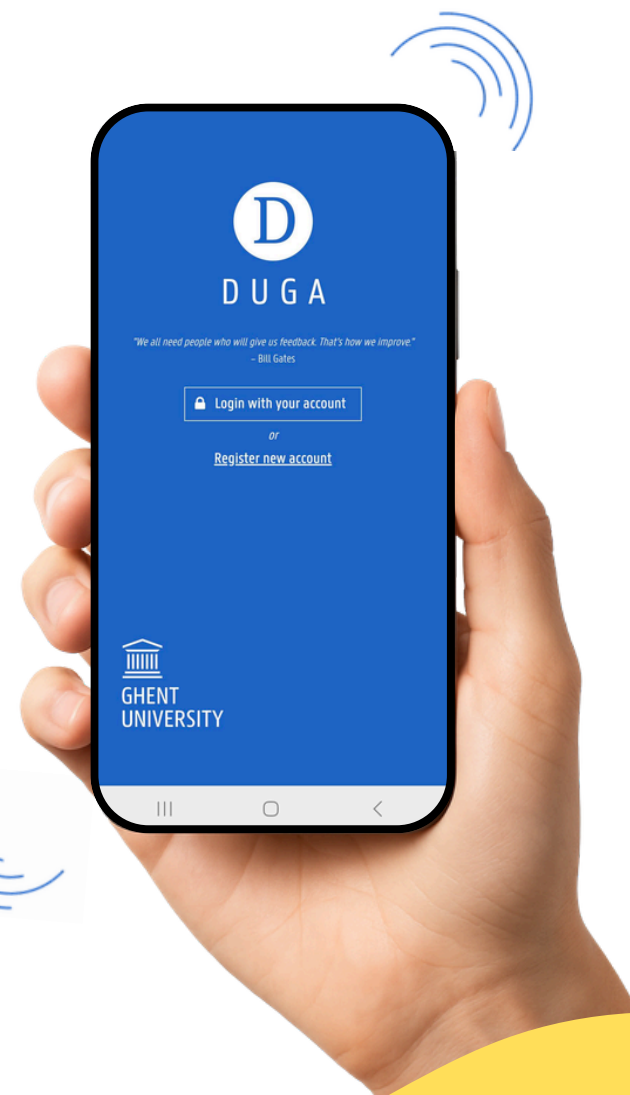 D
DUGA
"We all need people who will give us feedback. That's how we improve."
– Bill Gates
Login with your account
or
Register new account
GHENT
UNIVERSITY